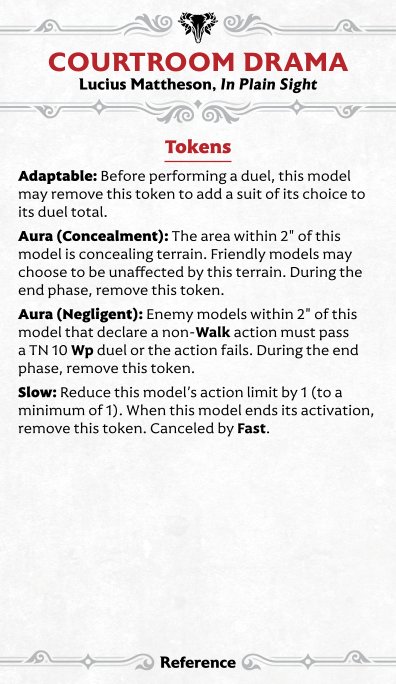 COURTROOM DRAMA
Lucius Mattheson, In Plain Sight
Tokens
Adaptable: Before performing a duel, this model
may remove this token to add a suit of its choice to
its duel total.
Aura (Concealment): The area within 2" of this
model is concealing terrain. Friendly models may
choose to be unaffected by this terrain. During the
end phase, remove this token.
Aura (Negligent): Enemy models within 2" of this
model that declare a non-Walk action must pass
a TN 10 Wp duel or the action fails. During the end
phase, remove this token.
Slow: Reduce this model's action limit by 1 (to a
minimum of 1). When this model ends its activation,
remove this token. Canceled by Fast.
Reference